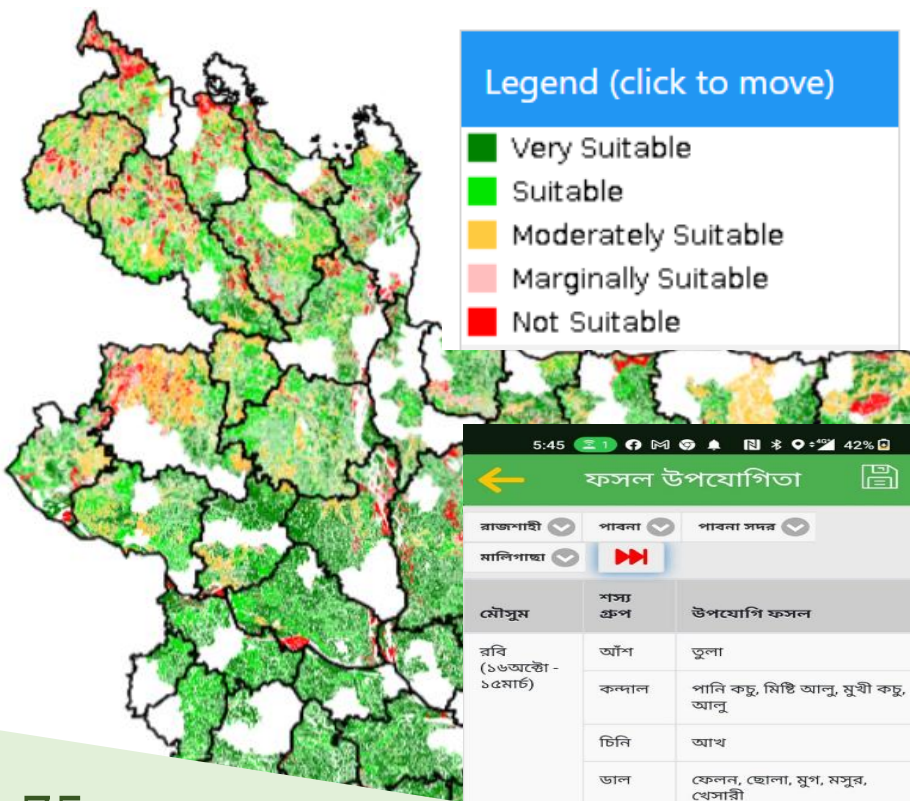 Legend (click to move)
Very Suitable
Suitable
Moderately Suitable
Marginally Suitable
Not Suitable
5:45 1 42%
ফসল উপযোগিতা
রাজশাহী পাবনা পাবনা সদর
মালিগাছা
মৌসুম শস্য গ্রুপ উপযোগি ফসল
রবি (১৬অক্টো - ১৫মার্চ) আঁশ তুলা
কন্দাল পানি কচু, মিষ্টি আলু, মুখী কচু, আলু
চিনি আখ
ডাল ফেলন, ছোলা, মুগ, মসুর, খেসারী